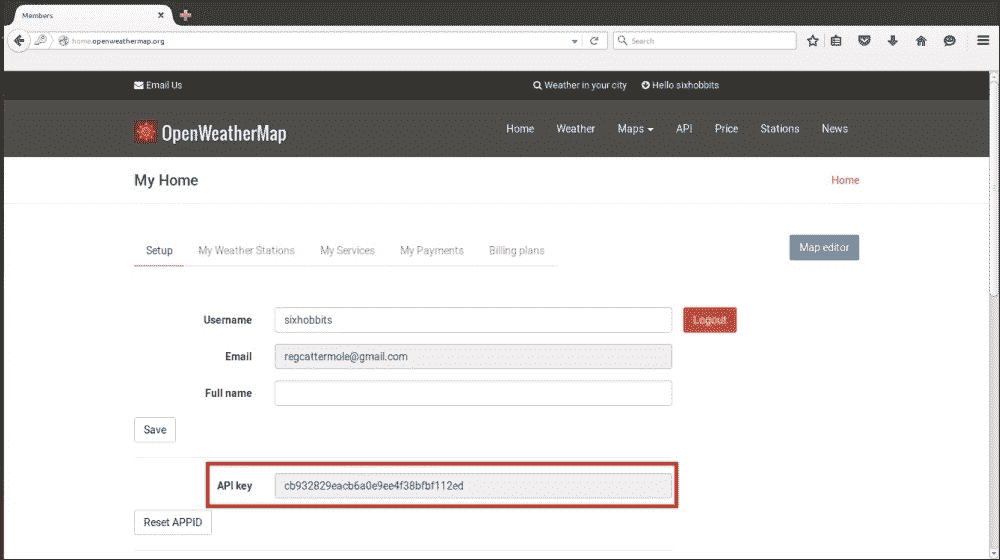 Members
home.openweathermap.org
Search
Email Us
Weather in your city
Hello sixhobbits
OpenWeatherMap
Home
Weather
Maps
API
Price
Stations
News
My Home
Home
Setup
My Weather Stations
My Services
My Payments
Billing plans
Map editor
Username
sixhobbits
Logout
Email
regcattermole@gmail.com
Full name
Save
API key
cb932829eacb6a0e9ee4f38bfbf112ed
Reset APPID